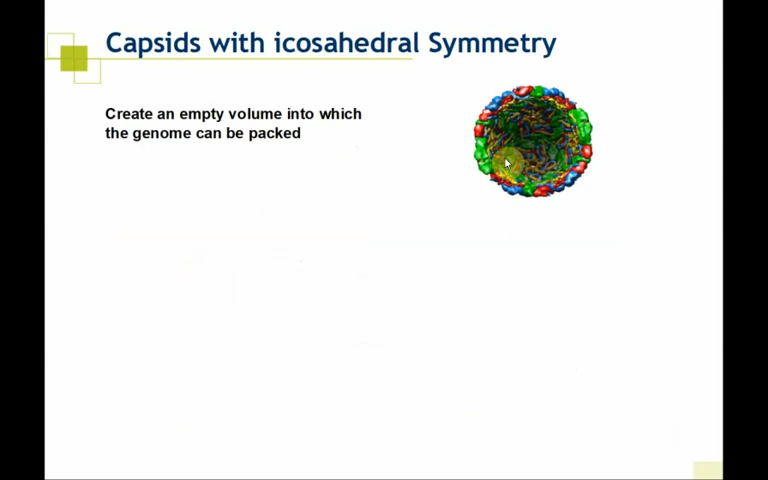 Capsids with icosahedral Symmetry
Create an empty volume into which
the genome can be packed